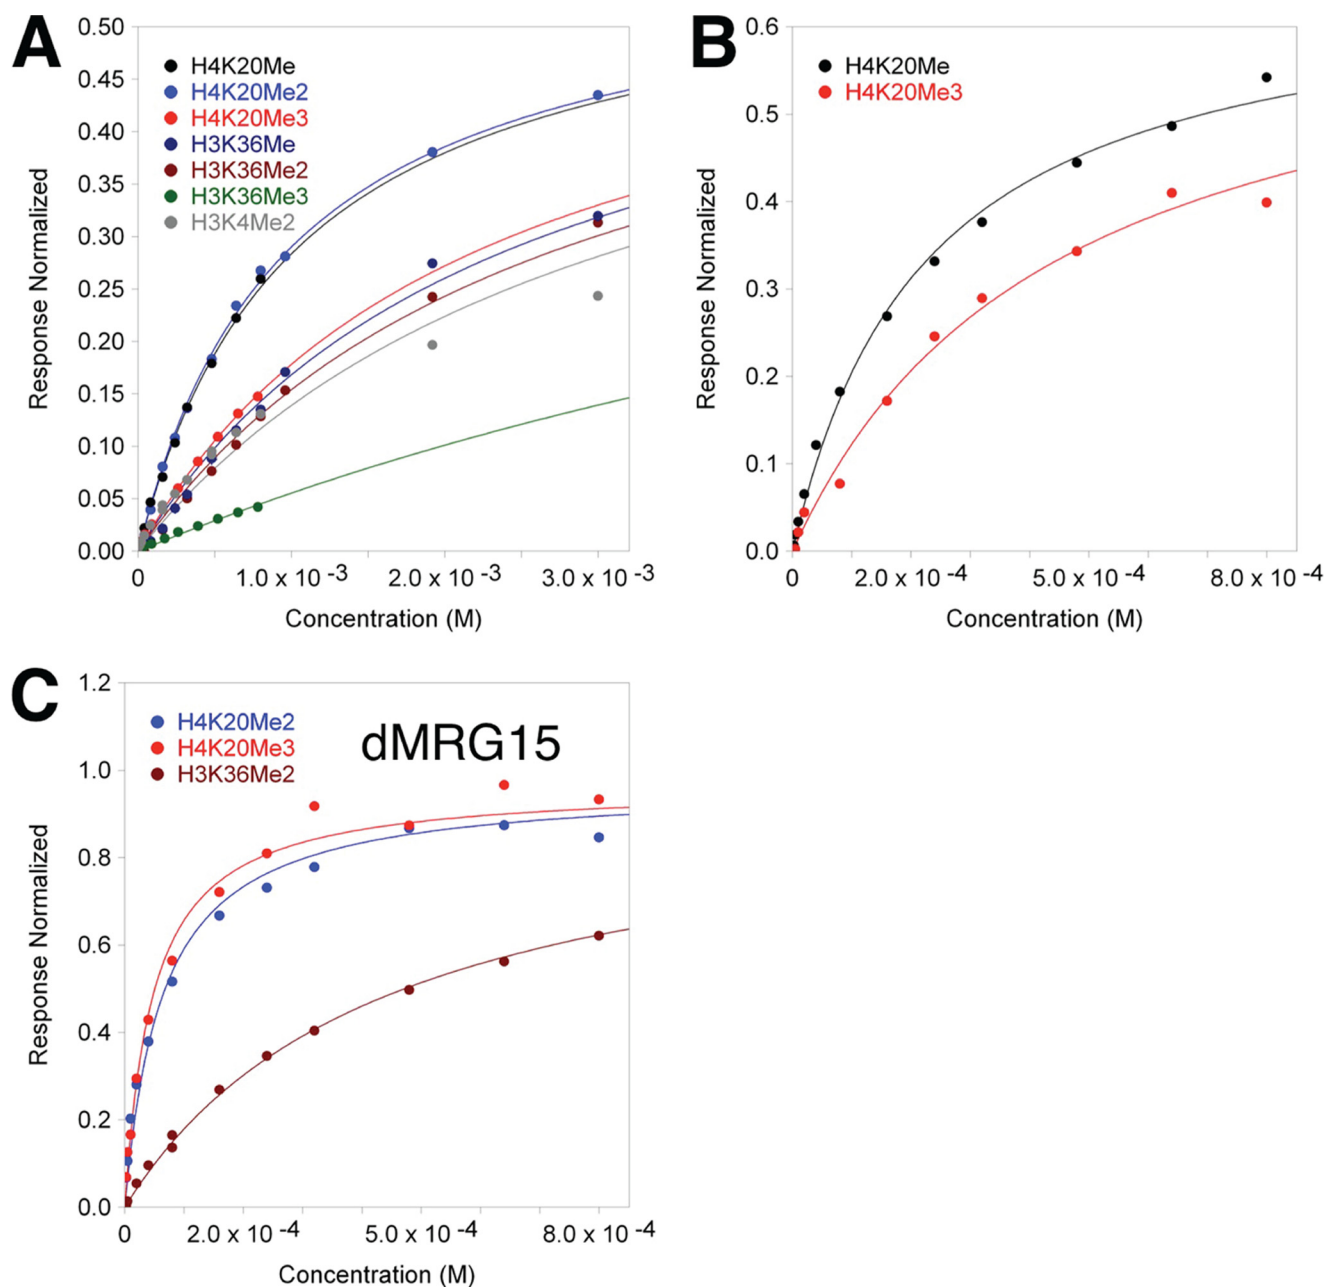 A
0.50
0.45
0.40
0.35
0.30
0.25
0.20
0.15
0.10
0.05
0.00
Response Normalized
H4K20Me
H4K20Me2
H4K20Me3
H3K36Me
H3K36Me2
H3K36Me3
H3K4Me2
0 1.0 x 10 -3 2.0 x 10 -3 3.0 x 10 -3
Concentration (M)
B
0.6
0.5
0.4
0.3
0.2
0.1
0.0
Response Normalized
H4K20Me
H4K20Me3
0 2.0 x 10 -4 5.0 x 10 -4 8.0 x 10 -4
Concentration (M)
C
1.2
1.0
0.8
0.6
0.4
0.2
0.0
Response Normalized
H4K20Me2
H4K20Me3
H3K36Me2
dMRG15
0 2.0 x 10 -4 5.0 x 10 -4 8.0 x 10 -4
Concentration (M)